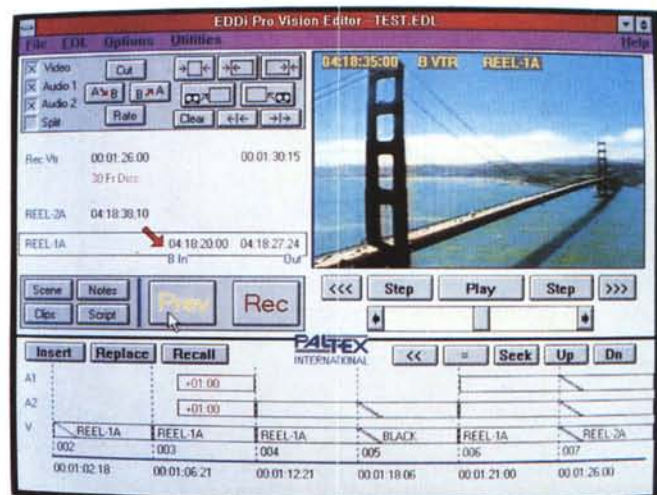 EDDi Pro Vision Editor - TEST.EDL
File EDL Options Utilities Help
Video Cut
Audio 1
A B B A
Audio 2
Split Rate Clear
04:18:35:00 B VTR REEL-1A
Rec Vtr 00:01:26:00 00:01:30:15
30 Fr Diss
REEL-2A 04:18:38:10
REEL-1A 04:18:20:00 04:18:27:24
B In Out
Scene Notes Prev Rec
Clips Script
<<< Step Play Step >>>
PALTEX
INTERNATIONAL
Insert Replace Recall << = Seek Up Dn
A1 +01:00
A2 +01:00
V REEL-1A REEL-1A REEL-1A BLACK REEL-1A REEL-2A
002 003 004 005 006 007
00:01:02:18 00:01:06:21 00:01:12:21 00:01:18:06 00:01:21:00 00:01:26:00